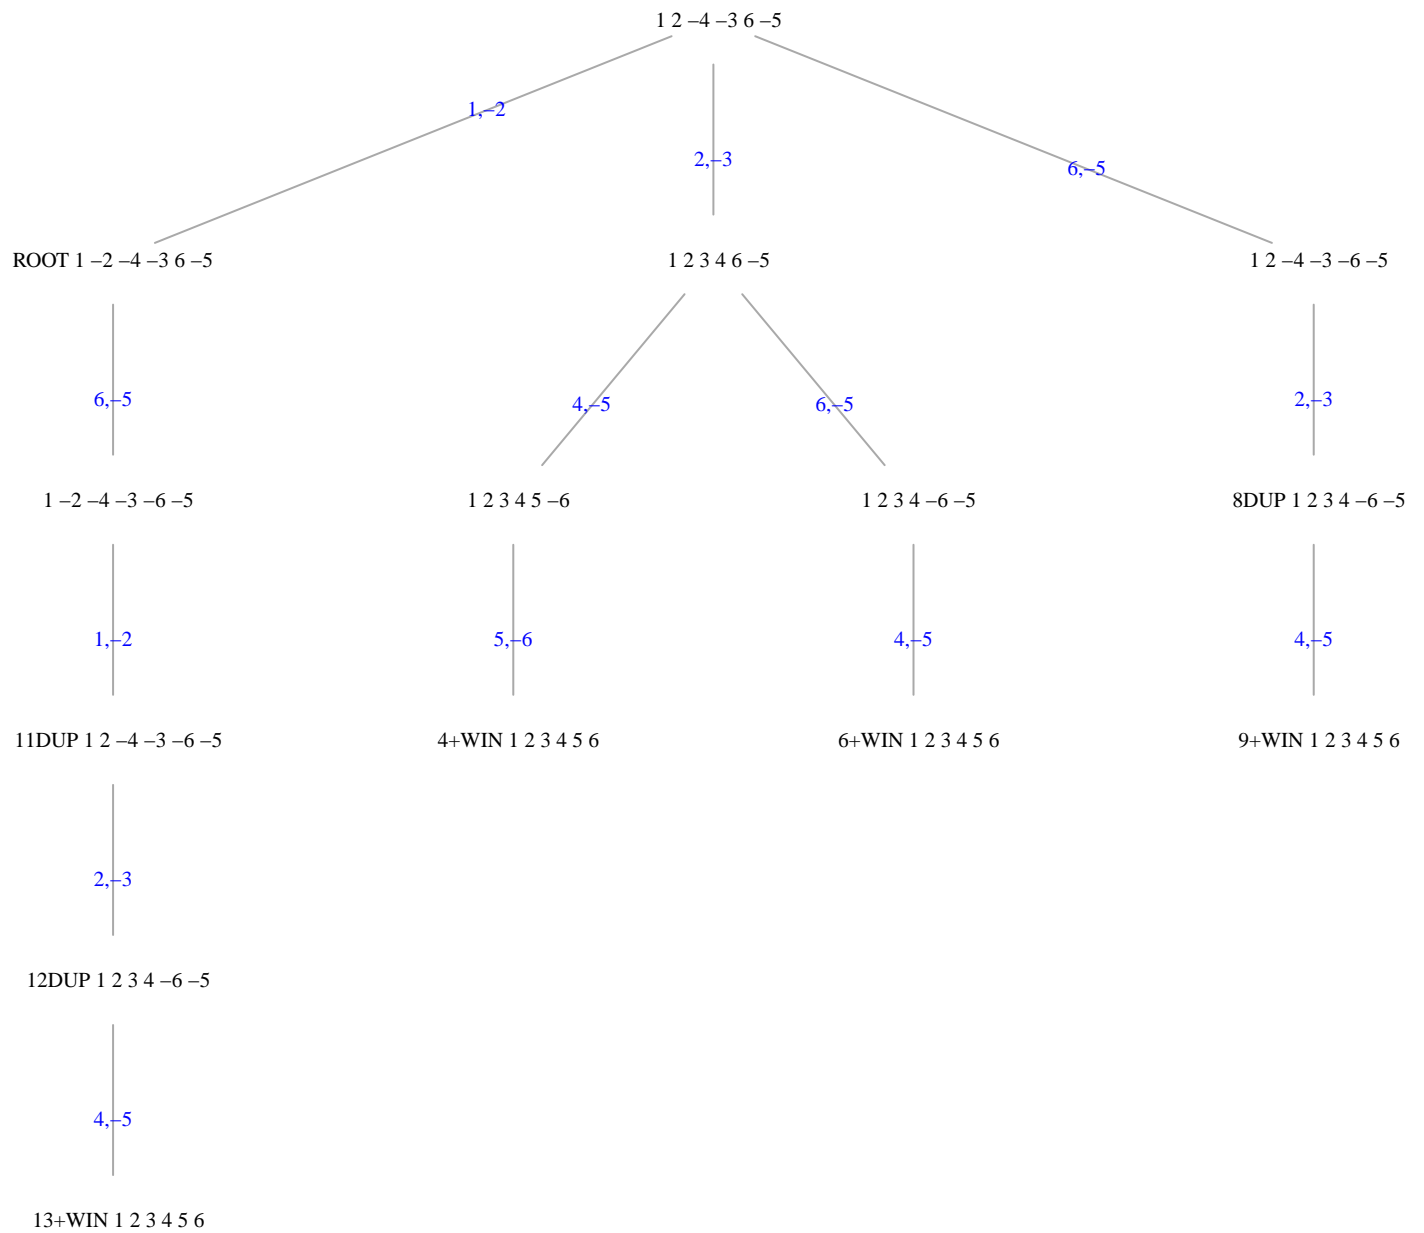 1 2 –4 –3 6 –5
1,–2
2,–3
6,–5
ROOT 1 –2 –4 –3 6 –5
1 2 3 4 6 –5
1 2 –4 –3 –6 –5
6,–5
4,–5
6,–5
2,–3
1 –2 –4 –3 –6 –5
1 2 3 4 5 –6
1 2 3 4 –6 –5
8DUP 1 2 3 4 –6 –5
1,–2
5,–6
4,–5
4,–5
11DUP 1 2 –4 –3 –6 –5
4+WIN 1 2 3 4 5 6
6+WIN 1 2 3 4 5 6
9+WIN 1 2 3 4 5 6
2,–3
12DUP 1 2 3 4 –6 –5
4,–5
13+WIN 1 2 3 4 5 6